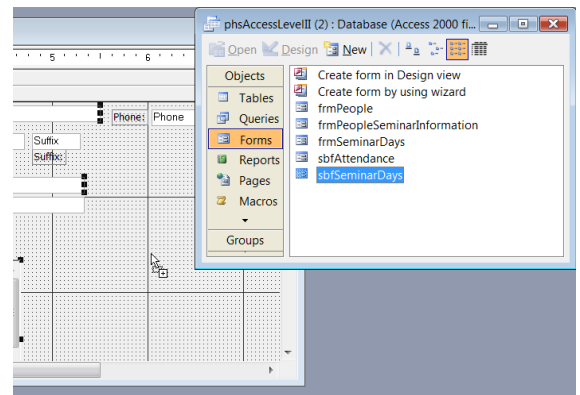 phsAccessLevelII (2) : Database (Access 2000 fi...
Open Design New
Objects
Tables
Queries
Forms
Reports
Pages
Macros
Groups
Create form in Design view
Create form by using wizard
frmPeople
frmPeopleSeminarInformation
frmSeminarDays
sbfAttendance
sbfSeminarDays
5 6
Phone: Phone
Suffix
Suffix: